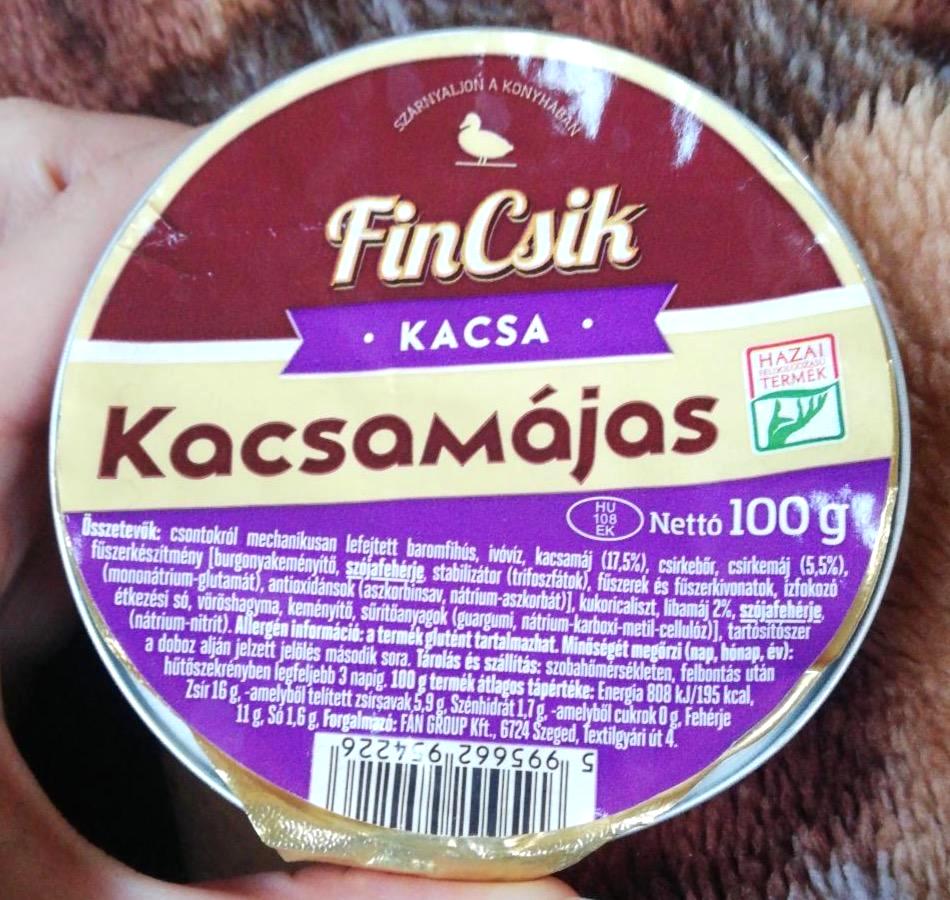 SZÁRNYALJON A KONYHÁBAN
FinCsik
• KACSA •
HAZAI
FELDOLGOZÁSÚ
TERMÉK
Kacsamájas
HU
108
EK
Nettó 100 g
Összetevők: csontokról mechanikusan lefejtett baromfihús, ivóvíz, kacsamáj (17,5%), csirkebőr, csirkemáj (5,5%),
fűszerkészítmény [burgonyakeményítő, szójafehérje, stabilizátor (trifoszfátok), fűszerek és fűszerkivonatok, ízfokozó
(mononátrium-glutamát), antioxidánsok (aszkorbinsav, nátrium-aszkorbát)], kukoricaliszt, libamáj 2%, szójafehérje,
étkezési só, vöröshagyma, keményítő, sűrítőanyagok (guargumi, nátrium-karboxi-metil-cellulóz)], tartósítószer
(nátrium-nitrit). Allergén információ: a termék glutént tartalmazhat. Minőségét megőrzi (nap, hónap, év):
a doboz alján jelzett jelölés második sora. Tárolás és szállítás: szobahőmérsékleten, felbontás után
hűtőszekrényben legfeljebb 3 napig. 100 g termék átlagos tápértéke: Energia 808 kJ/195 kcal,
Zsír 16 g, -amelyből telített zsírsavak 5,9 g, Szénhidrát 1,7 g, -amelyből cukrok 0 g, Fehérje
11 g, Só 1,6 g, Forgalmazó: FAN GROUP Kft., 6724 Szeged, Textilgyári út 4.
5 995662 954226